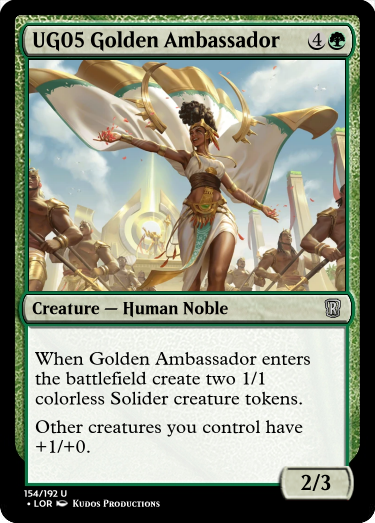 UG05 Golden Ambassador 4
Creature — Human Noble
R
When Golden Ambassador enters
the battlefield create two 1/1
colorless Solider creature tokens.
Other creatures you control have
+1/+0.
2/3
154/192 U
• LOR Kudos Productions